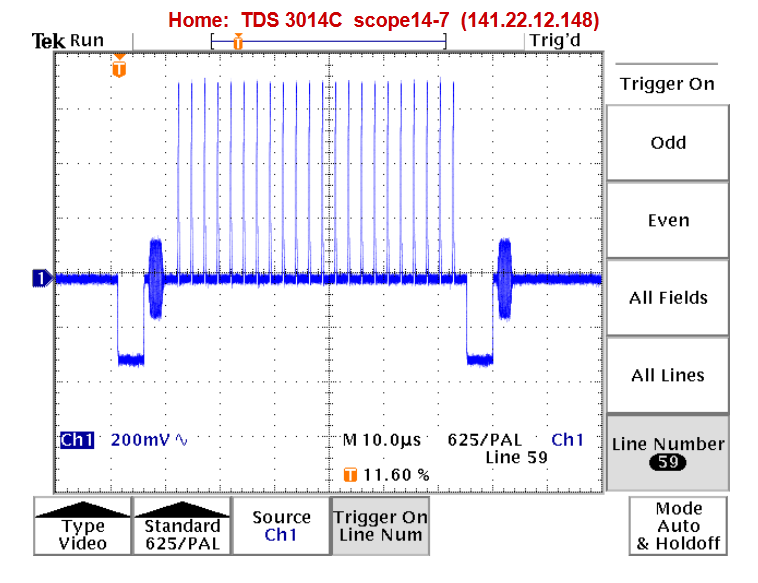 Home: TDS 3014C scope14-7 (141.22.12.148)
Tek Run
T
Trig'd
T
Trigger On
Odd
Even
1
All Fields
All Lines
Ch1 200mV∿ M 10.0µs 625/PAL Ch1
Line 59
T 11.60 %
Line Number
59
Type
Video
Standard
625/PAL
Source
Ch1
Trigger On
Line Num
Mode
Auto
& Holdoff